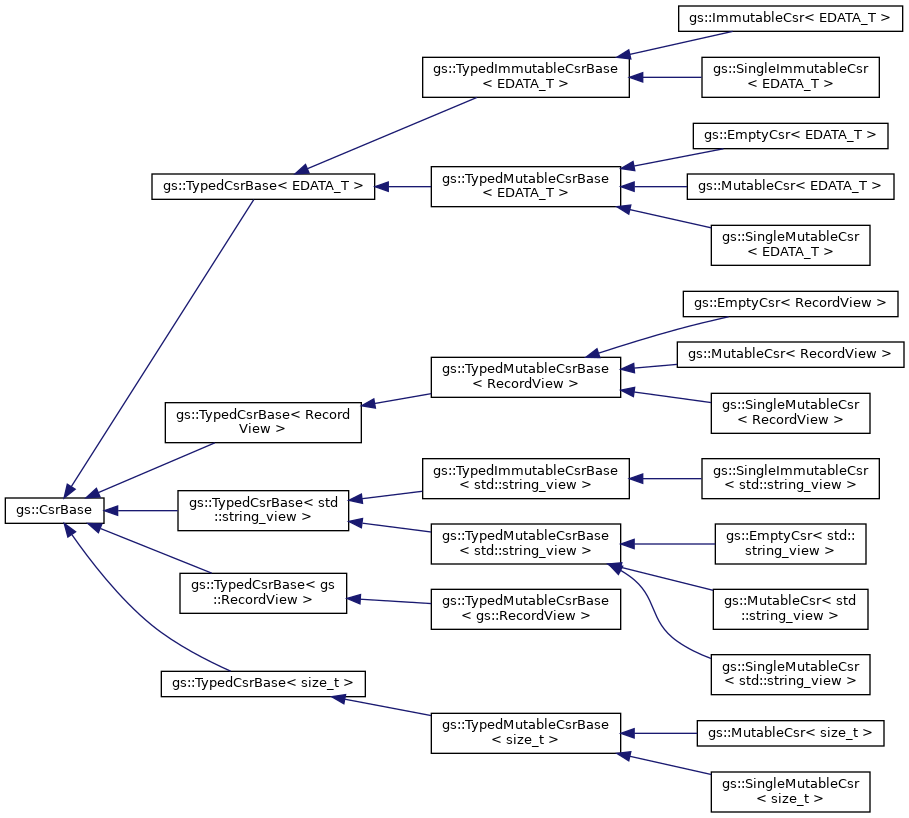 gs::ImmutableCsr< EDATA_T >
gs::TypedImmutableCsrBase
< EDATA_T >
gs::SingleImmutableCsr
< EDATA_T >
gs::EmptyCsr< EDATA_T >
gs::TypedCsrBase< EDATA_T >
gs::TypedMutableCsrBase
< EDATA_T >
gs::MutableCsr< EDATA_T >
gs::SingleMutableCsr
< EDATA_T >
gs::EmptyCsr< RecordView >
gs::TypedMutableCsrBase
< RecordView >
gs::MutableCsr< RecordView >
gs::SingleMutableCsr
< RecordView >
gs::TypedCsrBase< Record
View >
gs::TypedImmutableCsrBase
< std::string_view >
gs::SingleImmutableCsr
< std::string_view >
gs::CsrBase
gs::TypedCsrBase< std
::string_view >
gs::TypedMutableCsrBase
< std::string_view >
gs::EmptyCsr< std::
string_view >
gs::TypedCsrBase< gs
::RecordView >
gs::TypedMutableCsrBase
< gs::RecordView >
gs::MutableCsr< std
::string_view >
gs::SingleMutableCsr
< std::string_view >
gs::TypedCsrBase< size_t >
gs::TypedMutableCsrBase
< size_t >
gs::MutableCsr< size_t >
gs::SingleMutableCsr
< size_t >